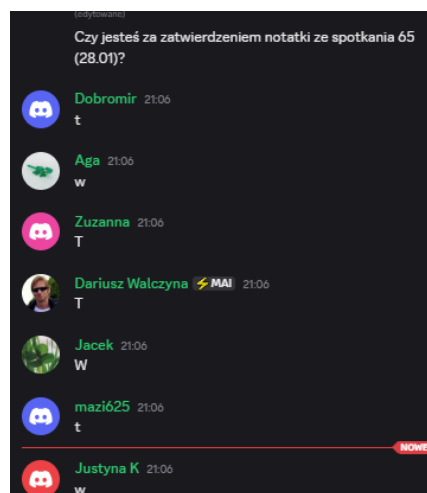 (edytowane)
Czy jesteś za zatwierdzeniem notatki ze spotkania 65
(28.01)?
Dobromir 21:06
t
Aga 21:06
w
Zuzanna 21:06
T
Dariusz Walczyna ⚡MAI 21:06
T
Jacek 21:06
W
mazi625 21:06
t
NOWE
Justyna K 21:06
w